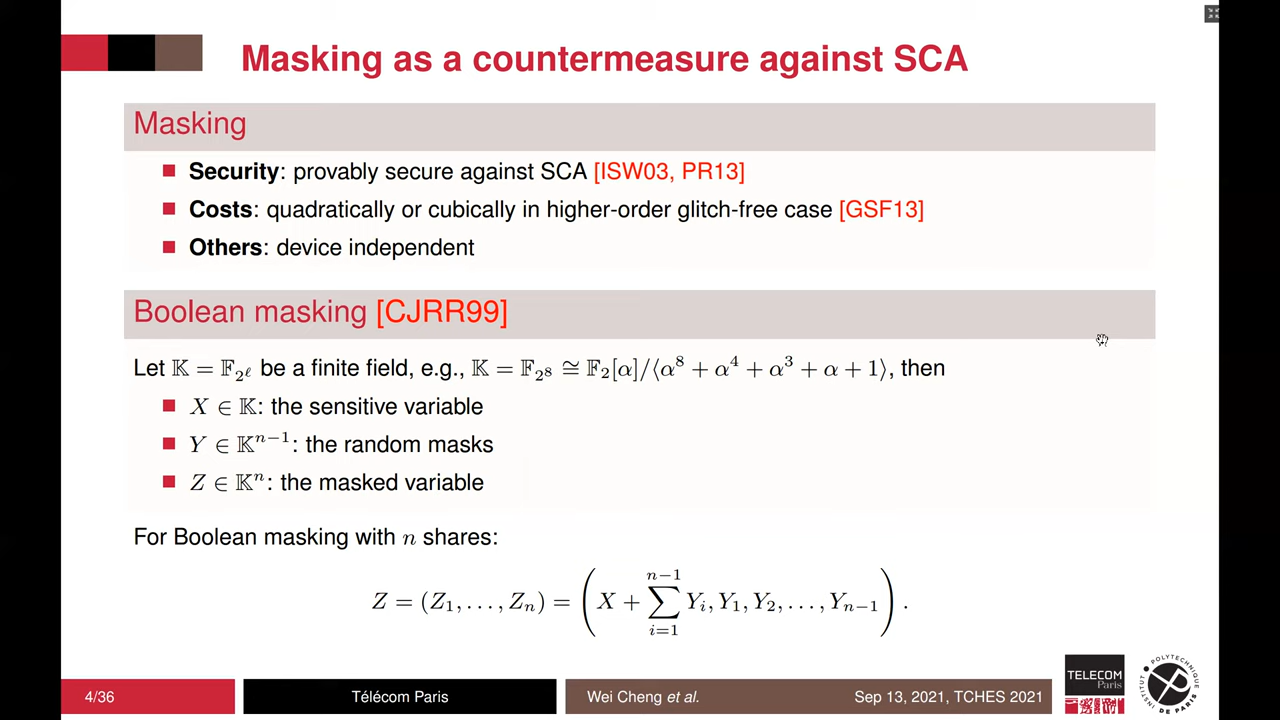 Masking as a countermeasure against SCA
Masking
Security: provably secure against SCA [ISW03, PR13]
Costs: quadratically or cubically in higher-order glitch-free case [GSF13]
Others: device independent
Boolean masking [CJRR99]
Let 𝕂 = 𝔽_{2^ℓ} be a finite field, e.g., 𝕂 = 𝔽_{2^8} ≅ 𝔽_2[α]/⟨α^8 + α^4 + α^3 + α + 1⟩, then
X ∈ 𝕂: the sensitive variable
Y ∈ 𝕂^{n−1}: the random masks
Z ∈ 𝕂^n: the masked variable
For Boolean masking with n shares:
Z = (Z_1, . . . , Z_n) = (X + ∑_{i=1}^{n−1} Y_i, Y_1, Y_2, . . . , Y_{n−1}).
4/36 Télécom Paris Wei Cheng et al. Sep 13, 2021, TCHES 2021
TELECOM
Paris
INSTITUT POLYTECHNIQUE DE PARIS